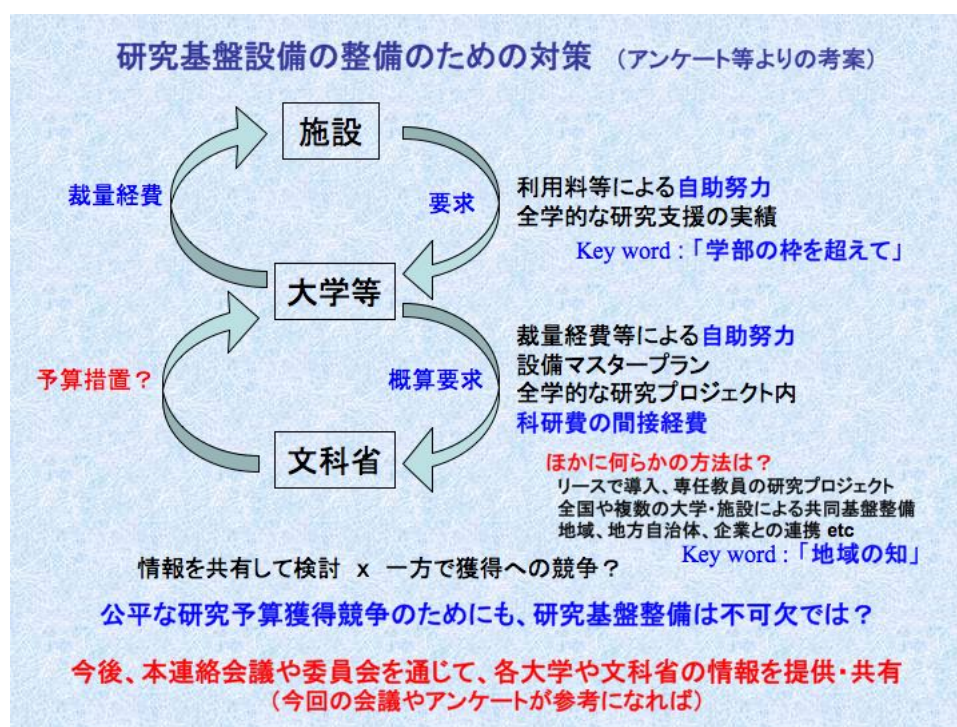 研究基盤設備の整備のための対策 （アンケート等よりの考案）
施設
裁量経費
要求
利用料等による自助努力
全学的な研究支援の実績
Key word : 「学部の枠を超えて」
大学等
予算措置？
概算要求
裁量経費等による自助努力
設備マスタープラン
全学的な研究プロジェクト内
科研費の間接経費
文科省
ほかに何らかの方法は？
リースで導入、専任教員の研究プロジェクト
全国や複数の大学・施設による共同基盤整備
地域、地方自治体、企業との連携 etc
Key word : 「地域の知」
情報を共有して検討 x 一方で獲得への競争？
公平な研究予算獲得競争のためにも、研究基盤整備は不可欠では？
今後、本連絡会議や委員会を通じて、各大学や文科省の情報を提供・共有
（今回の会議やアンケートが参考になれば）